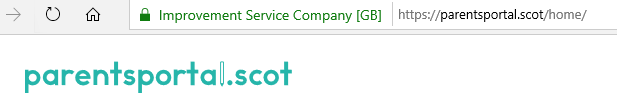 Improvement Service Company [GB] https://parentsportal.scot/home/
parentsportal.scot